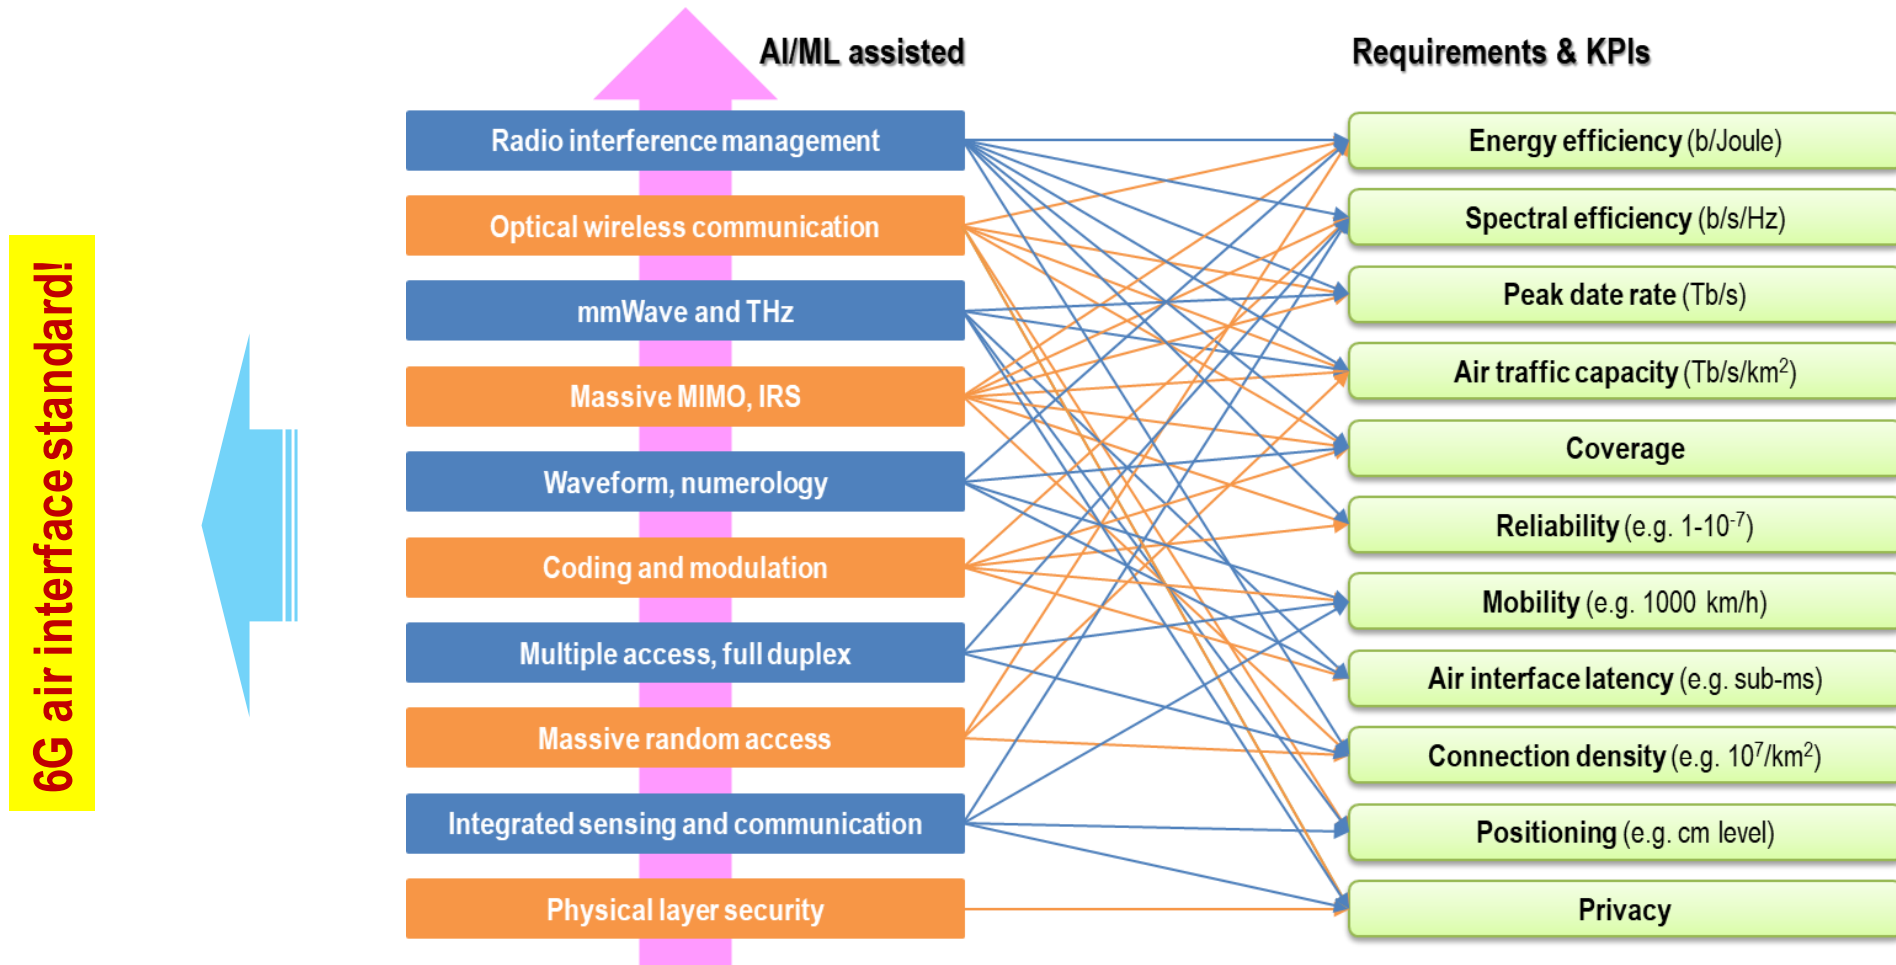 6G air interface standard!
AI/ML assisted
Requirements & KPIs
Radio interference management
Optical wireless communication
mmWave and THz
Massive MIMO, IRS
Waveform, numerology
Coding and modulation
Multiple access, full duplex
Massive random access
Integrated sensing and communication
Physical layer security
Energy efficiency (b/Joule)
Spectral efficiency (b/s/Hz)
Peak date rate (Tb/s)
Air traffic capacity (Tb/s/km²)
Coverage
Reliability (e.g. 1-10⁻⁷)
Mobility (e.g. 1000 km/h)
Air interface latency (e.g. sub-ms)
Connection density (e.g. 10⁷/km²)
Positioning (e.g. cm level)
Privacy